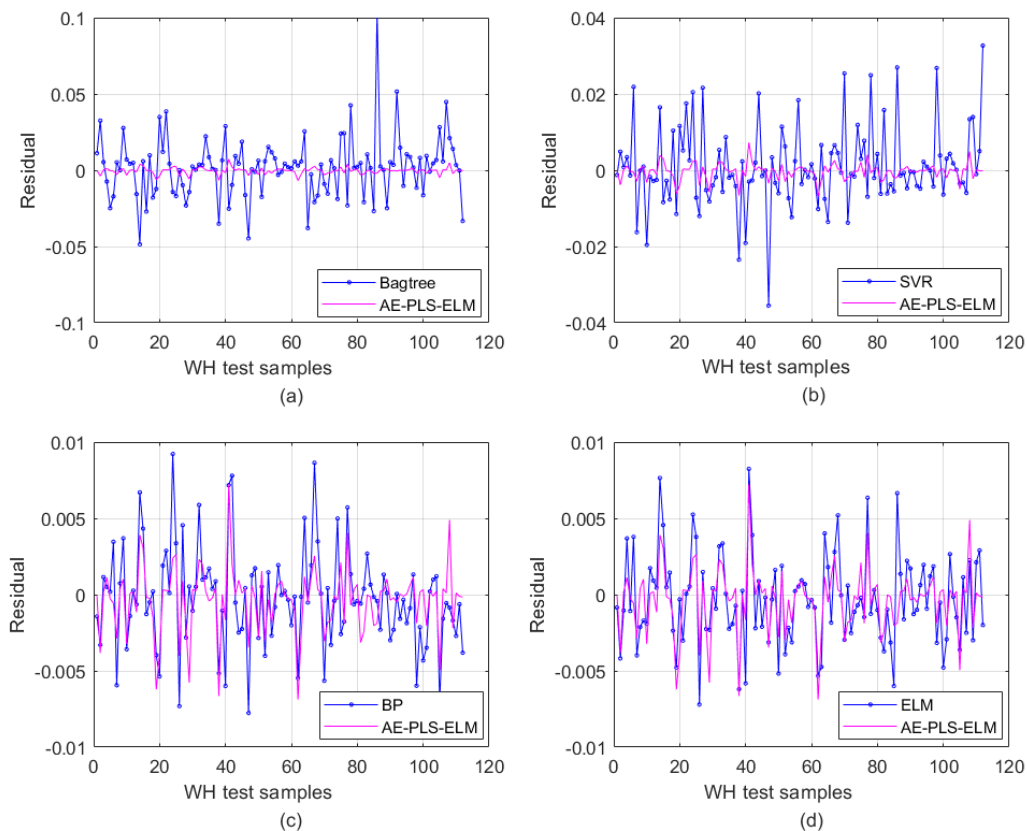 0.1
0.05
0
-0.05
-0.1
Residual
0 20 40 60 80 100 120
WH test samples
Bagtree
AE-PLS-ELM
(a)
0.04
0.02
0
-0.02
-0.04
Residual
0 20 40 60 80 100 120
WH test samples
SVR
AE-PLS-ELM
(b)
0.01
0.005
0
-0.005
-0.01
Residual
0 20 40 60 80 100 120
WH test samples
BP
AE-PLS-ELM
(c)
0.01
0.005
0
-0.005
-0.01
Residual
0 20 40 60 80 100 120
WH test samples
ELM
AE-PLS-ELM
(d)